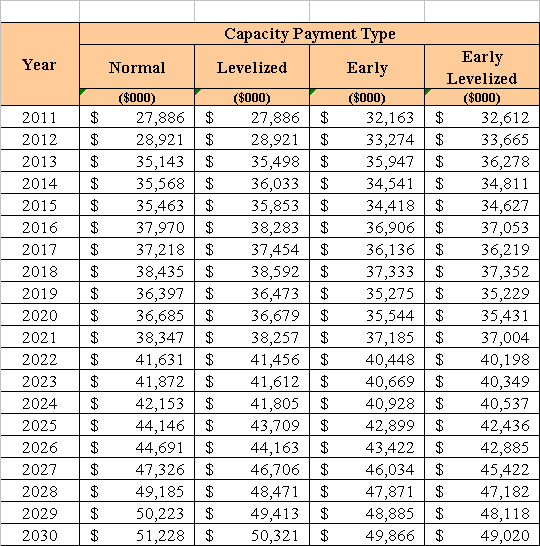 Capacity Payment Type
Year
Normal Levelized Early Early Levelized
($000) ($000) ($000) ($000)
2011 $ 27,886 $ 27,886 $ 32,163 $ 32,612
2012 $ 28,921 $ 28,921 $ 33,274 $ 33,665
2013 $ 35,143 $ 35,498 $ 35,947 $ 36,278
2014 $ 35,568 $ 36,033 $ 34,541 $ 34,811
2015 $ 35,463 $ 35,853 $ 34,418 $ 34,627
2016 $ 37,970 $ 38,283 $ 36,906 $ 37,053
2017 $ 37,218 $ 37,454 $ 36,136 $ 36,219
2018 $ 38,435 $ 38,592 $ 37,333 $ 37,352
2019 $ 36,397 $ 36,473 $ 35,275 $ 35,229
2020 $ 36,685 $ 36,679 $ 35,544 $ 35,431
2021 $ 38,347 $ 38,257 $ 37,185 $ 37,004
2022 $ 41,631 $ 41,456 $ 40,448 $ 40,198
2023 $ 41,872 $ 41,612 $ 40,669 $ 40,349
2024 $ 42,153 $ 41,805 $ 40,928 $ 40,537
2025 $ 44,146 $ 43,709 $ 42,899 $ 42,436
2026 $ 44,691 $ 44,163 $ 43,422 $ 42,885
2027 $ 47,326 $ 46,706 $ 46,034 $ 45,422
2028 $ 49,185 $ 48,471 $ 47,871 $ 47,182
2029 $ 50,223 $ 49,413 $ 48,885 $ 48,118
2030 $ 51,228 $ 50,321 $ 49,866 $ 49,020